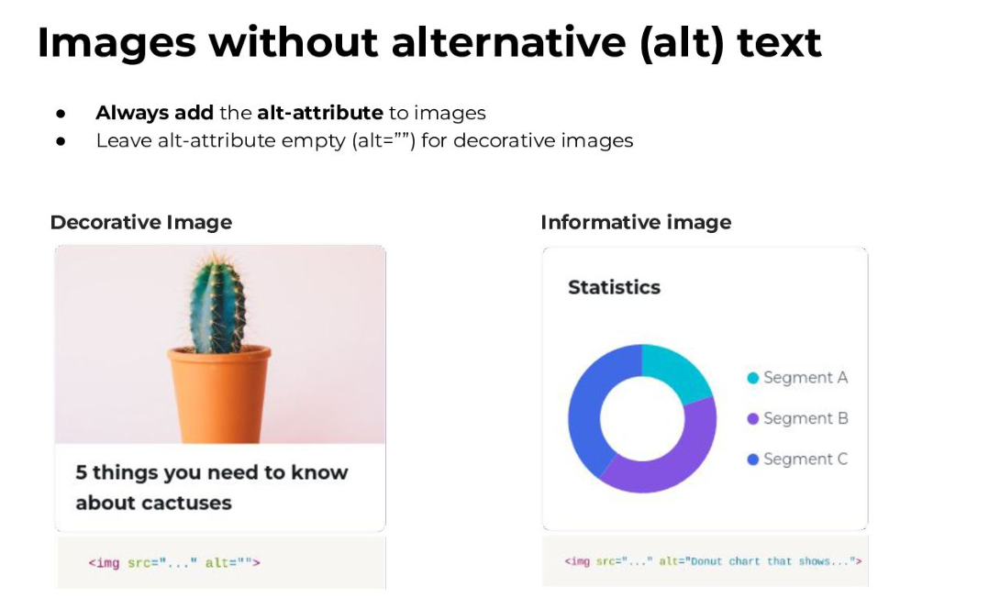 Images without alternative (alt) text
● Always add the alt-attribute to images
● Leave alt-attribute empty (alt=””) for decorative images
Decorative Image
5 things you need to know
about cactuses
<img src="..." alt="">
Informative image
Statistics
Segment A
Segment B
Segment C
<img src="..." alt="Donut chart that shows...">